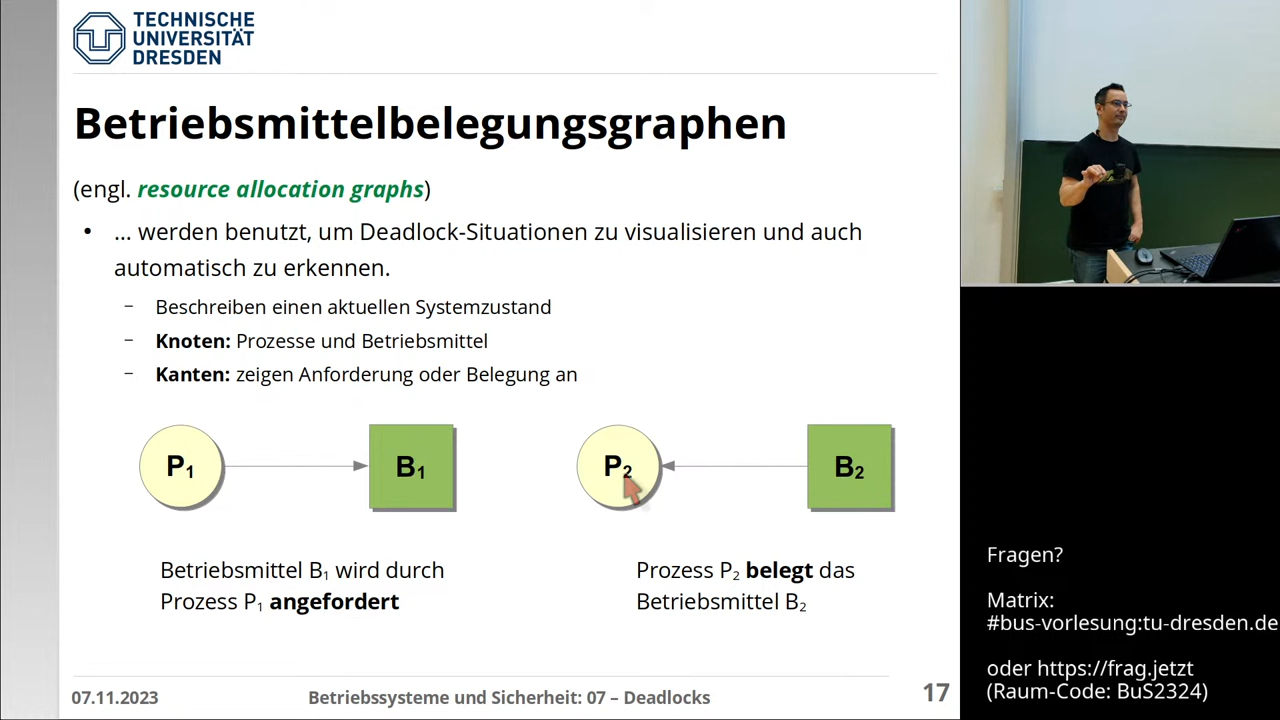 TECHNISCHE
UNIVERSITÄT
DRESDEN
Betriebsmittelbelegungsgraphen
(engl. resource allocation graphs)
• … werden benutzt, um Deadlock-Situationen zu visualisieren und auch
automatisch zu erkennen.
– Beschreiben einen aktuellen Systemzustand
– Knoten: Prozesse und Betriebsmittel
– Kanten: zeigen Anforderung oder Belegung an
P₁ B₁ P₂ B₂
Betriebsmittel B₁ wird durch
Prozess P₁ angefordert
Prozess P₂ belegt das
Betriebsmittel B₂
07.11.2023 Betriebssysteme und Sicherheit: 07 – Deadlocks 17
Fragen?
Matrix:
#bus-vorlesung:tu-dresden.de
oder https://frag.jetzt
(Raum-Code: BuS2324)